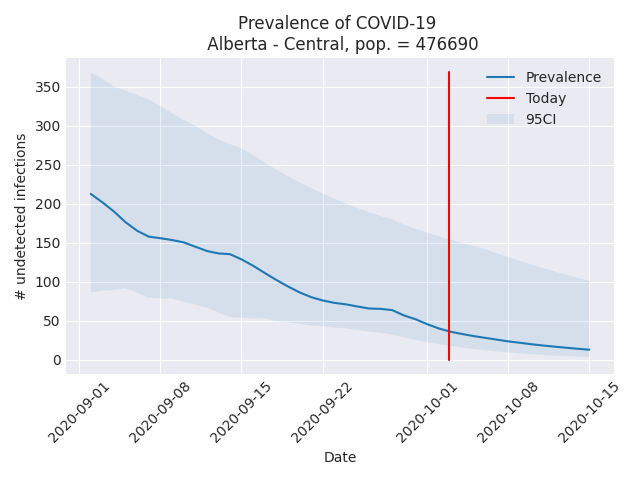 Prevalence of COVID-19
Alberta - Central, pop. = 476690
Prevalence
Today
95CI
# undetected infections
350
300
250
200
150
100
50
0
2020-09-01
2020-09-08
2020-09-15
2020-09-22
2020-10-01
2020-10-08
2020-10-15
Date